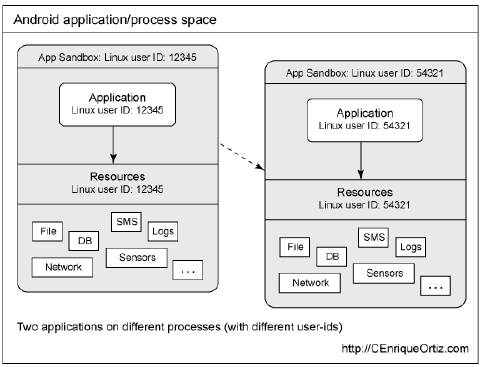 Android application/process space
App Sandbox: Linux user ID: 12345
Application
Linux user ID: 12345
Resources
Linux user ID: 12345
File
DB
SMS
Logs
Network
Sensors
...
App Sandbox: Linux user ID: 54321
Application
Linux user ID: 54321
Resources
Linux user ID: 54321
File
DB
SMS
Logs
Network
Sensors
...
Two applications on different processes (with different user-ids)
http://CEnriqueOrtiz.com